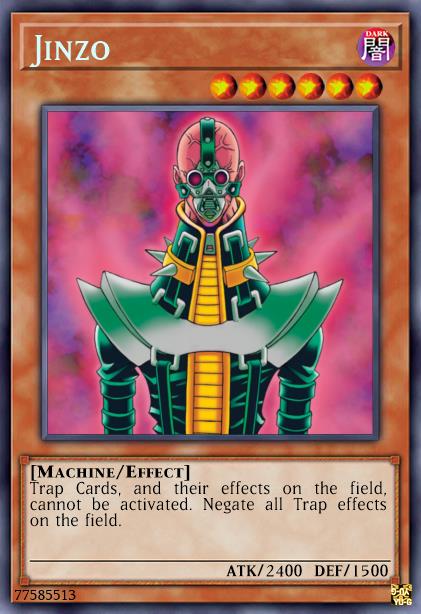 Jinzo
DARK
闇
[Machine/Effect]
Trap Cards, and their effects on the field,
cannot be activated. Negate all Trap effects
on the field.
ATK/2400 DEF/1500
77585513